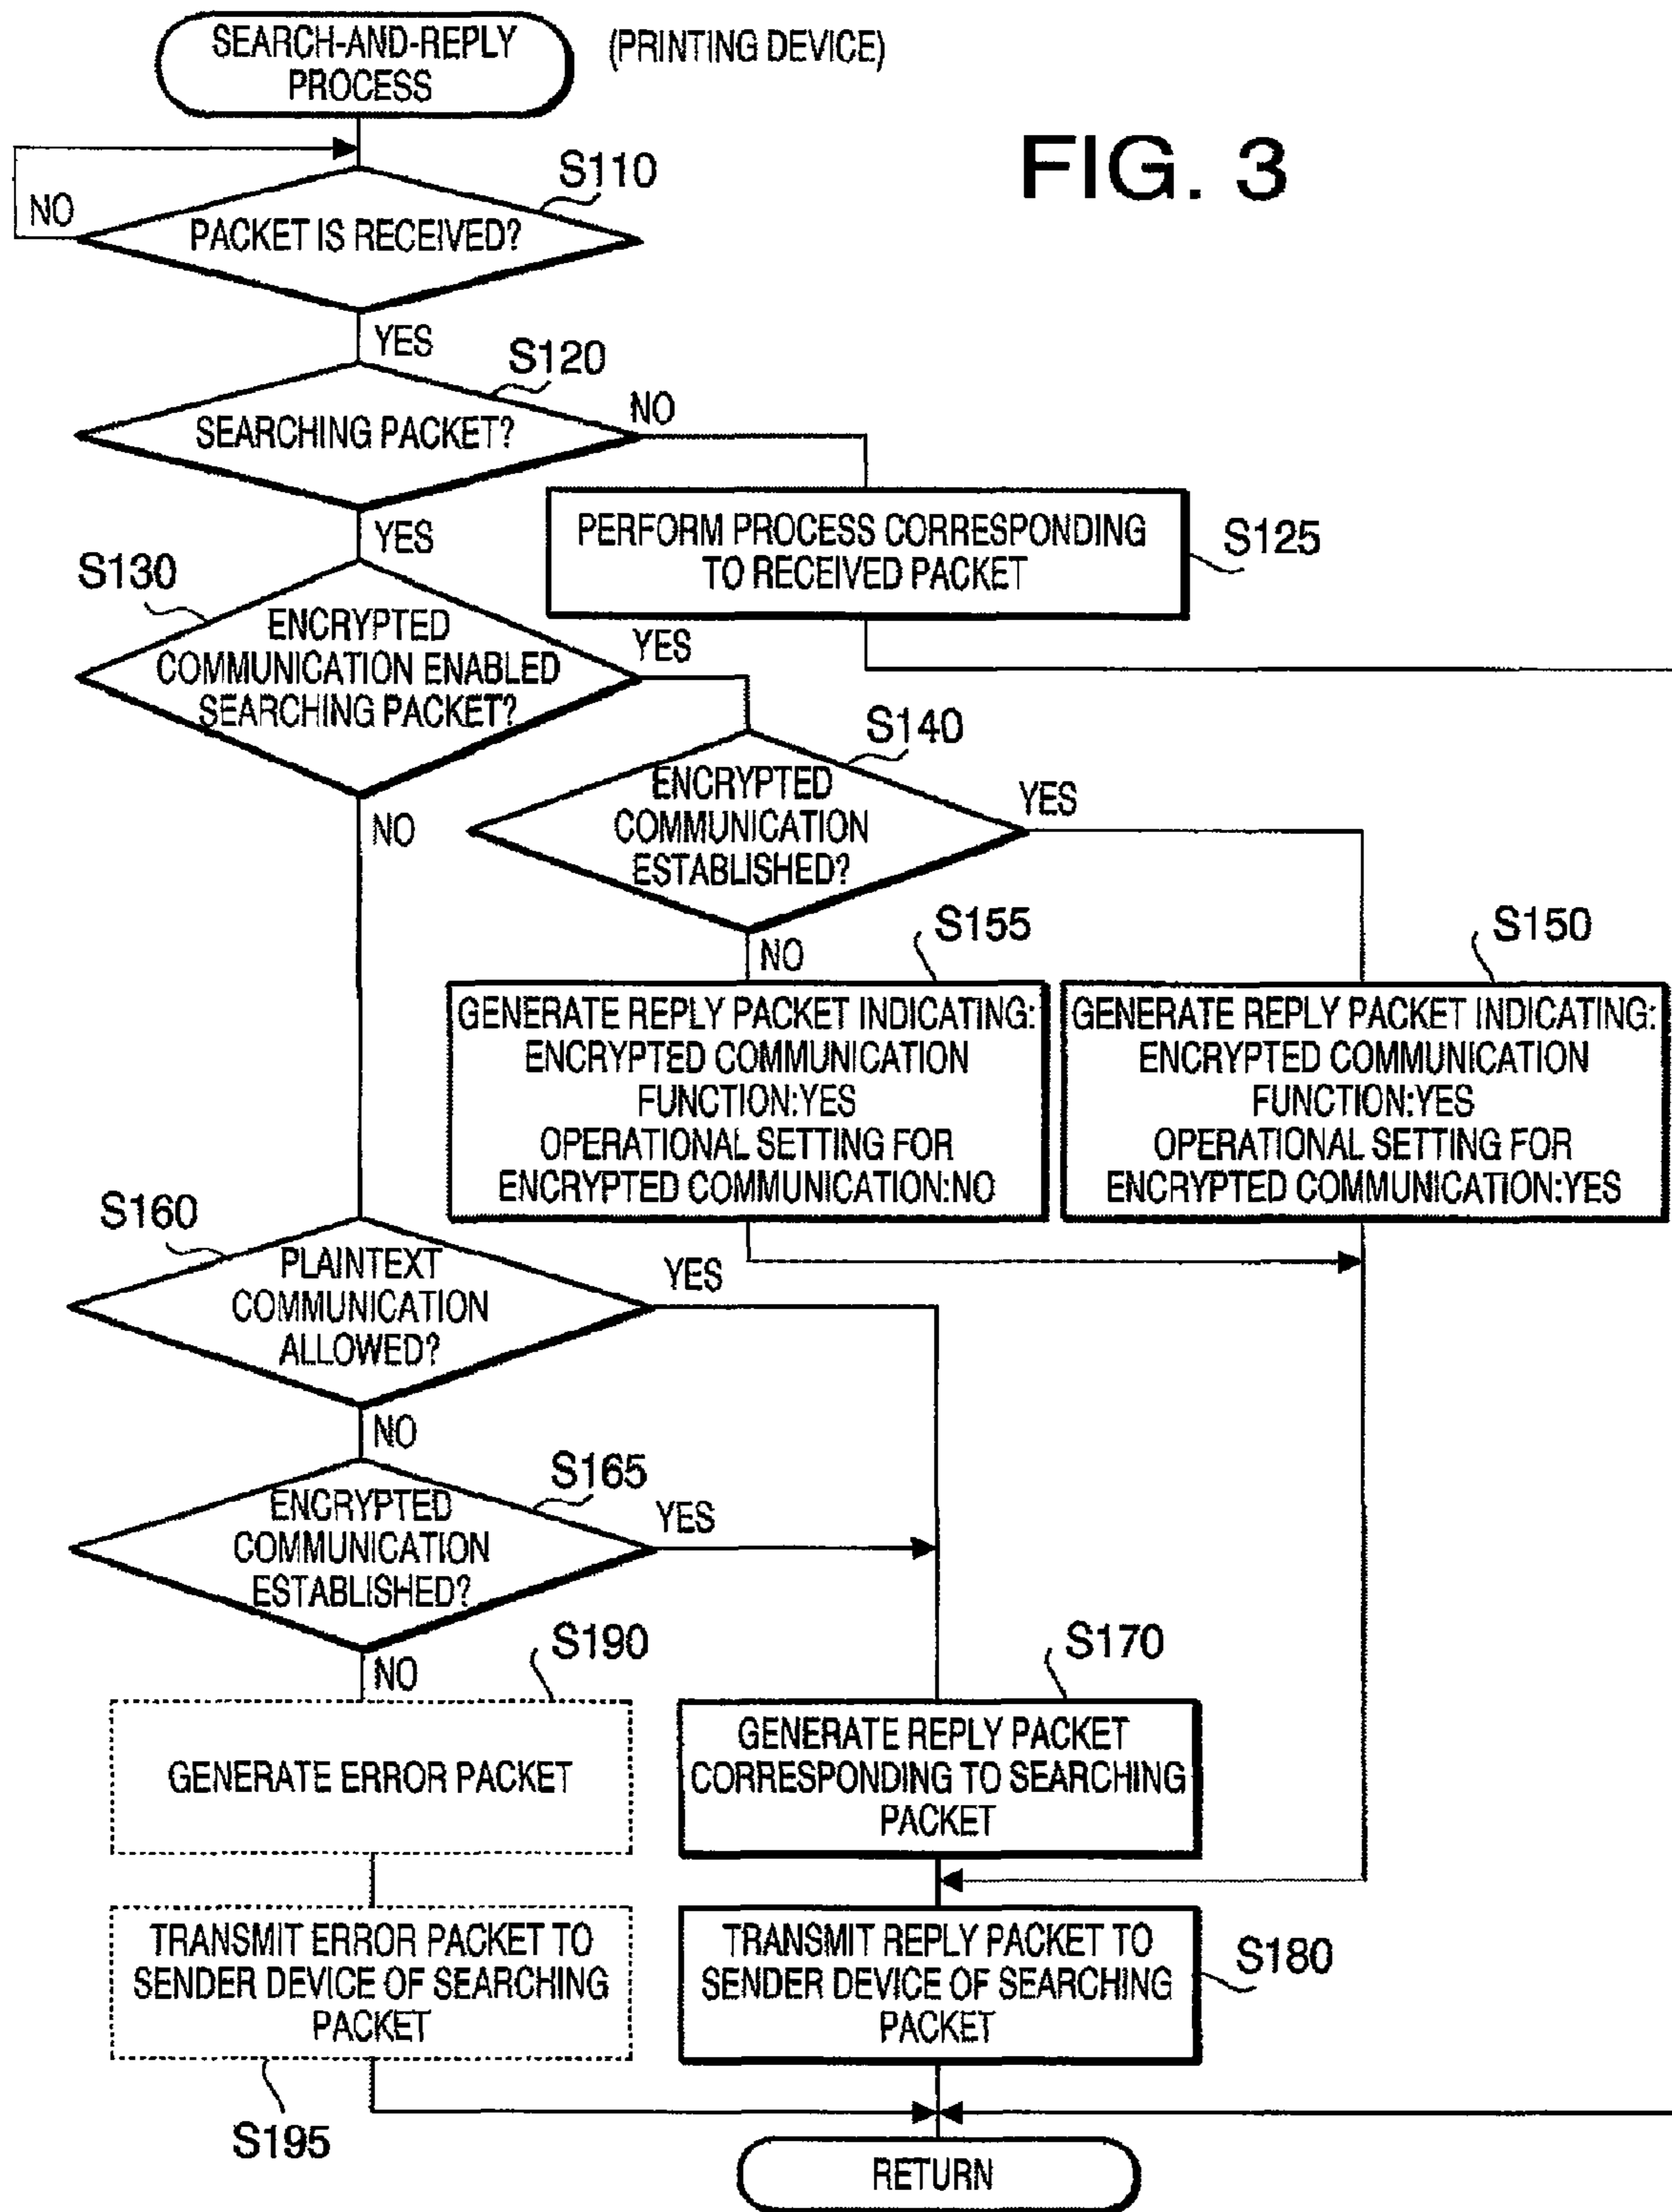 SEARCH-AND-REPLY
PROCESS
(PRINTING DEVICE)
FIG. 3
S110
NO
PACKET IS RECEIVED?
YES
S120
NO
SEARCHING PACKET?
YES
PERFORM PROCESS CORRESPONDING
TO RECEIVED PACKET
S125
S130
ENCRYPTED
COMMUNICATION ENABLED
SEARCHING PACKET?
YES
NO
S140
ENCRYPTED
COMMUNICATION
ESTABLISHED?
YES
NO
S155
GENERATE REPLY PACKET INDICATING:
ENCRYPTED COMMUNICATION
FUNCTION:YES
OPERATIONAL SETTING FOR
ENCRYPTED COMMUNICATION:NO
S150
GENERATE REPLY PACKET INDICATING:
ENCRYPTED COMMUNICATION
FUNCTION:YES
OPERATIONAL SETTING FOR
ENCRYPTED COMMUNICATION:YES
S160
PLAINTEXT
COMMUNICATION
ALLOWED?
YES
NO
S165
ENCRYPTED
COMMUNICATION
ESTABLISHED?
YES
NO
S190
GENERATE ERROR PACKET
S170
GENERATE REPLY PACKET
CORRESPONDING TO SEARCHING
PACKET
TRANSMIT ERROR PACKET TO
SENDER DEVICE OF SEARCHING
PACKET
S195
TRANSMIT REPLY PACKET TO
SENDER DEVICE OF SEARCHING
PACKET
S180
RETURN